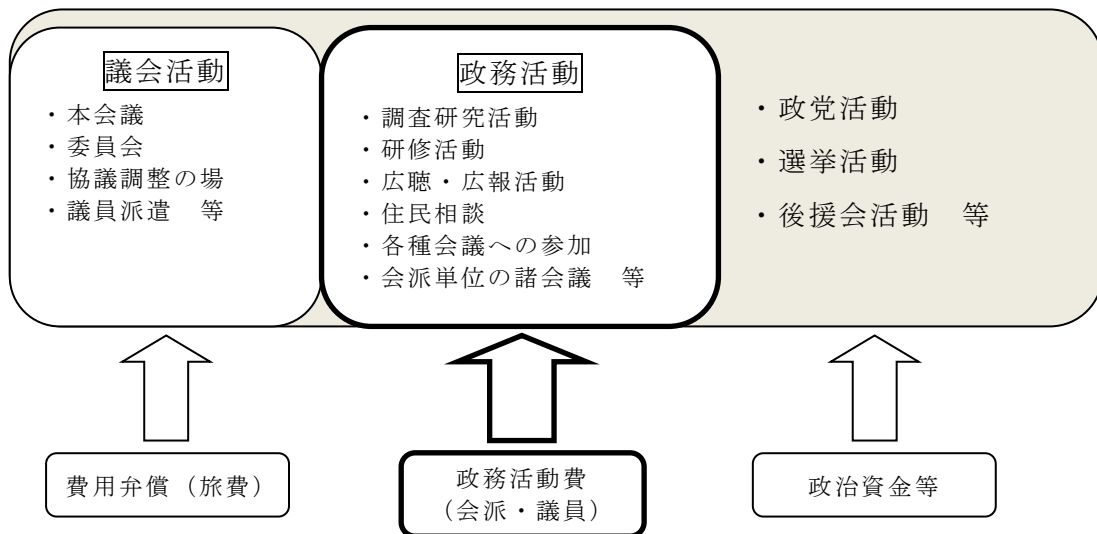 議会活動
・本会議
・委員会
・協議調整の場
・議員派遣　等
政務活動
・調査研究活動
・研修活動
・広聴・広報活動
・住民相談
・各種会議への参加
・会派単位の諸会議　等
・政党活動
・選挙活動
・後援会活動　等
費用弁償（旅費）
政務活動費
（会派・議員）
政治資金等